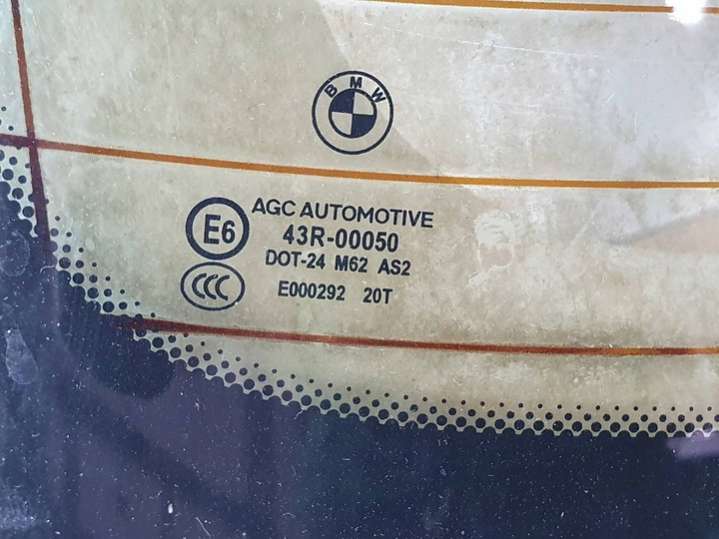 BMW
AGC AUTOMOTIVE
E6
43R-00050
DOT-24 M62 AS2
CCC
E000292 20T